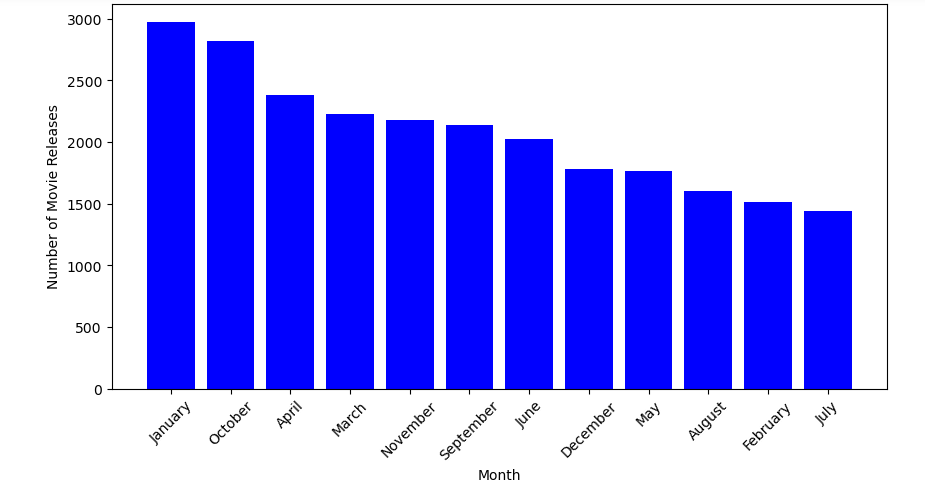 3000
2500
2000
1500
1000
500
0
Number of Movie Releases
January
October
April
March
November
September
June
December
May
August
February
July
Month